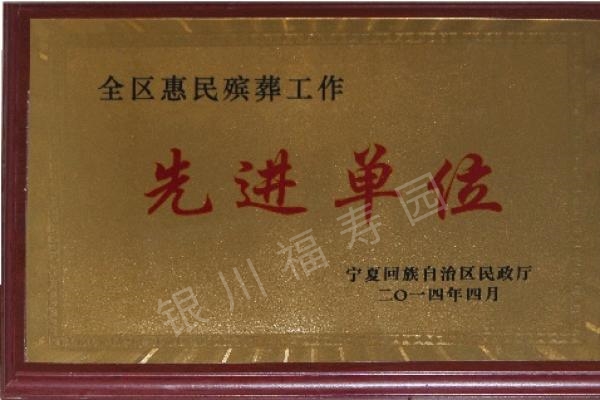 全区惠民殡葬工作
先进单位
宁夏回族自治区民政厅
二〇一四年四月
银川福寿园